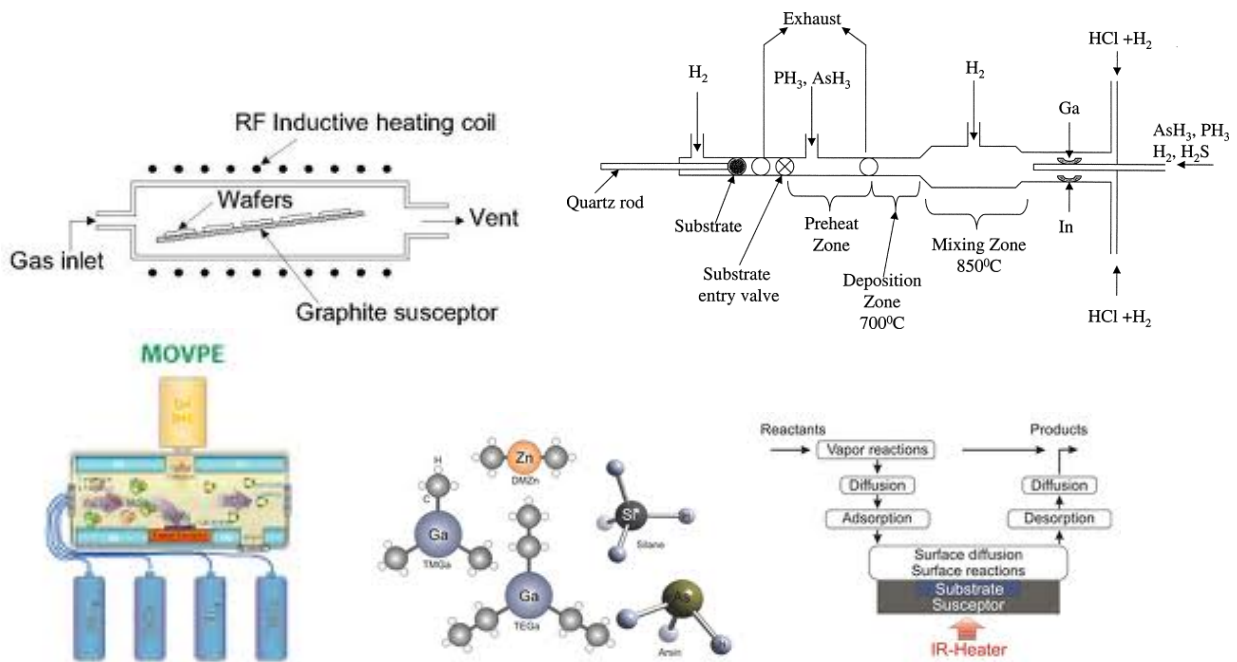 RF Inductive heating coil
Wafers
Gas inlet
Vent
Graphite susceptor
Exhaust
HCl +H2
H2
PH3, AsH3
H2
Ga
AsH3, PH3
H2, H2S
Quartz rod
Substrate
Preheat
Zone
Mixing Zone
850⁰C
In
Substrate
entry valve
Deposition
Zone
700⁰C
HCl +H2
MOVPE
H
C
Ga
TMGa
Zn
DMZn
Ga
TEGa
Si
Silane
As
H
Arsin
Reactants
Products
Vapor reactions
Diffusion
Diffusion
Adsorption
Desorption
Surface diffusion
Surface reactions
Substrate
Susceptor
IR-Heater